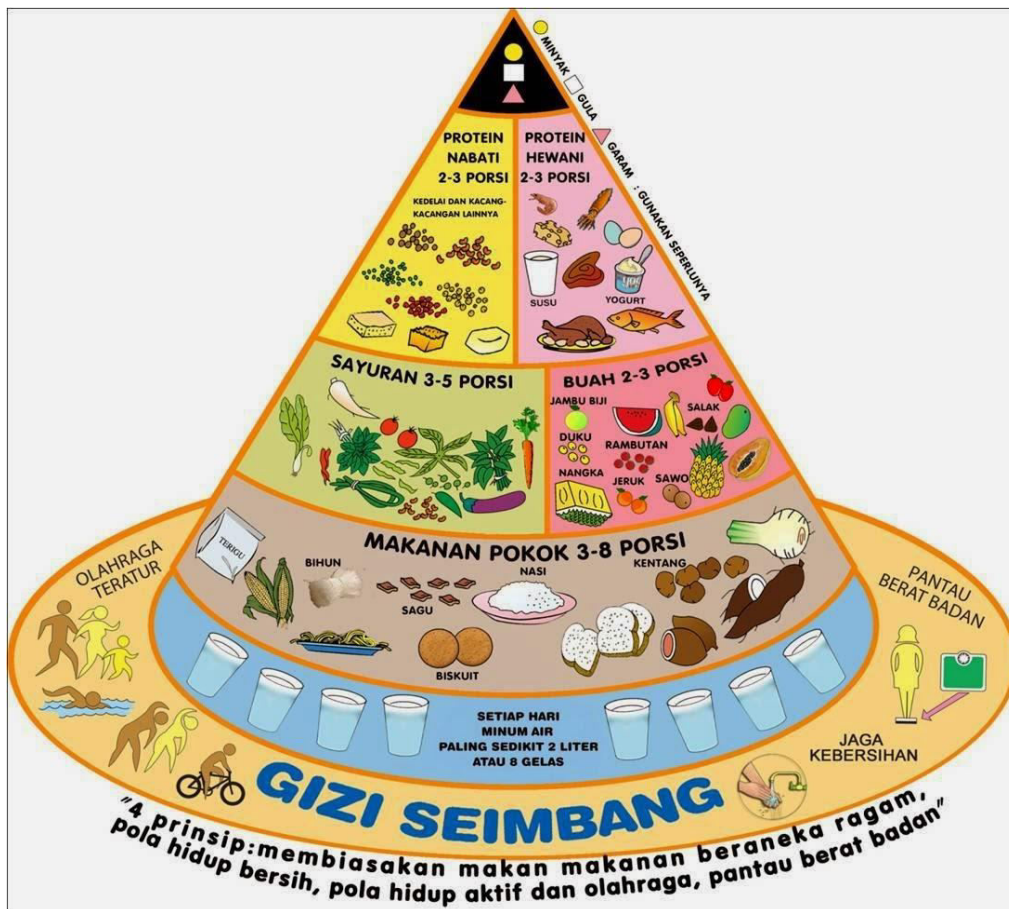 MINYAK
GULA
GARAM : GUNAKAN SEPERLUNYA
PROTEIN
NABATI
2-3 PORSI
KEDELAI DAN KACANG-
KACANGAN LAINNYA
PROTEIN
HEWANI
2-3 PORSI
SUSU
YOGURT
SAYURAN 3-5 PORSI
BUAH 2-3 PORSI
JAMBU BIJI
SALAK
DUKU
RAMBUTAN
NANGKA
JERUK
SAWO
MAKANAN POKOK 3-8 PORSI
TERIGU
BIHUN
SAGU
NASI
KENTANG
BISKUIT
OLAHRAGA
TERATUR
PANTAU
BERAT BADAN
SETIAP HARI
MINUM AIR
PALING SEDIKIT 2 LITER
ATAU 8 GELAS
JAGA
KEBERSIHAN
GIZI SEIMBANG
"4 prinsip:membiasakan makan makanan beraneka ragam,
pola hidup bersih, pola hidup aktif dan olahraga, pantau berat badan"